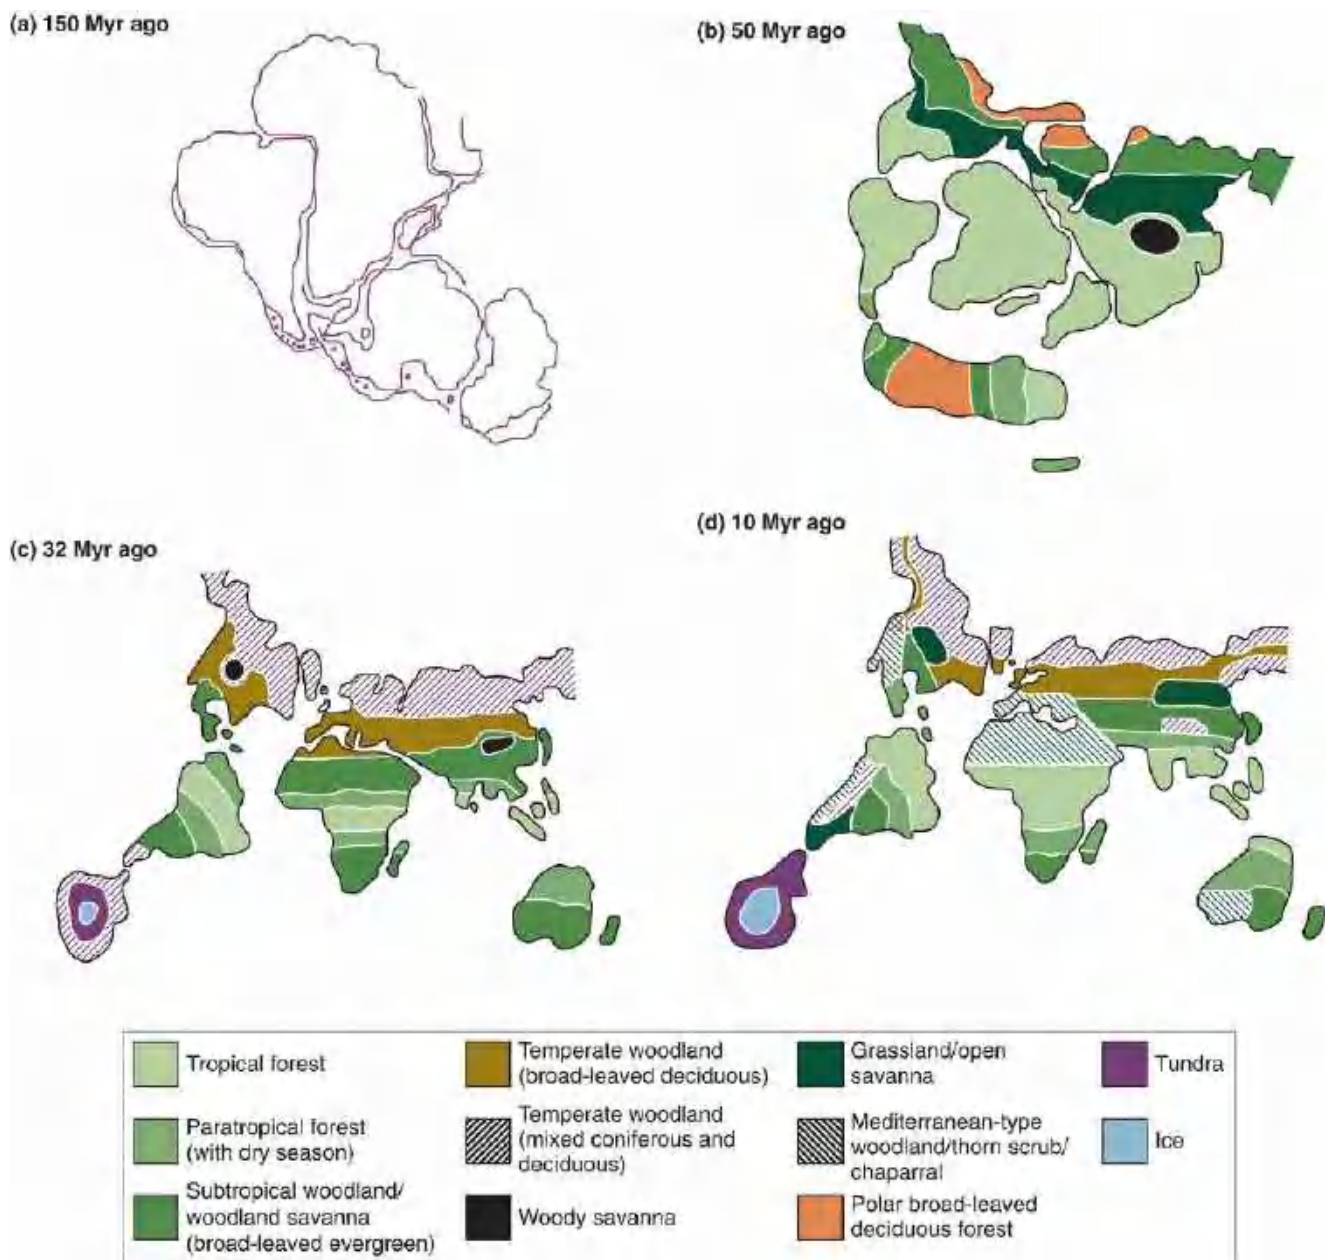 (a) 150 Myr ago
(b) 50 Myr ago
(c) 32 Myr ago
(d) 10 Myr ago
Tropical forest
Paratropical forest
(with dry season)
Subtropical woodland/
woodland savanna
(broad-leaved evergreen)
Temperate woodland
(broad-leaved deciduous)
Temperate woodland
(mixed coniferous and
deciduous)
Woody savanna
Grassland/open
savanna
Mediterranean-type
woodland/thorn scrub/
chaparral
Polar broad-leaved
deciduous forest
Tundra
Ice